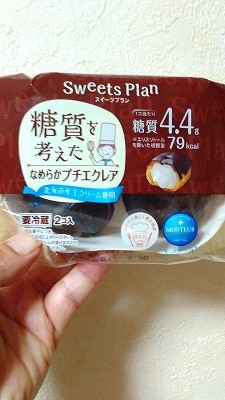 Sweets Plan
スイーツプラン
糖質を
考えた
なめらかプチエクレア
北海道産生クリーム使用
1コ当たり
糖質4.4g
79kcal
要冷蔵 2コ入
MONTEUR